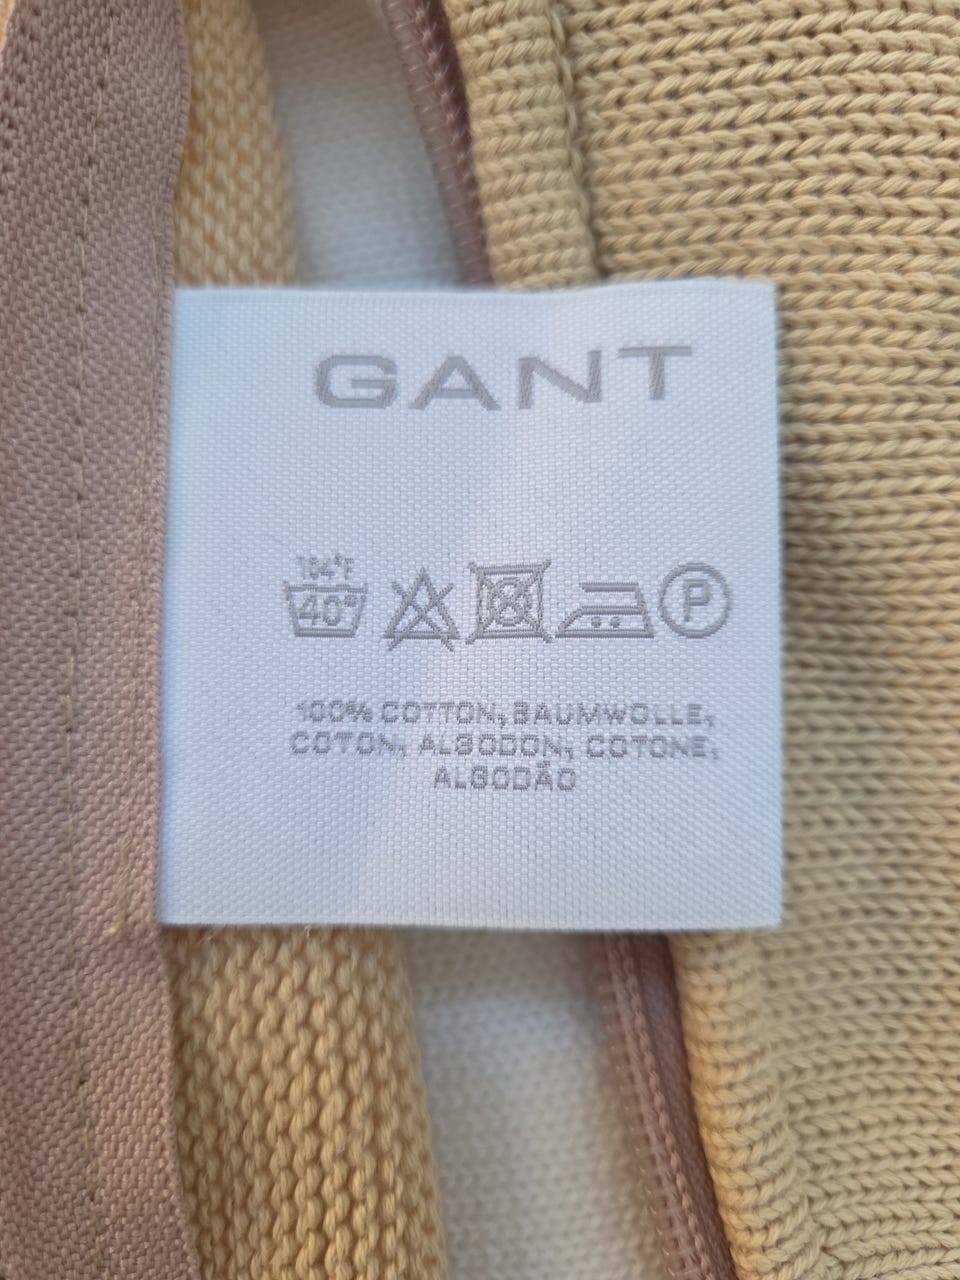 GANT
104°F
40°
P
100% COTTON, BAUMWOLLE,
COTON, ALGODON, COTONE,
ALGODÃO